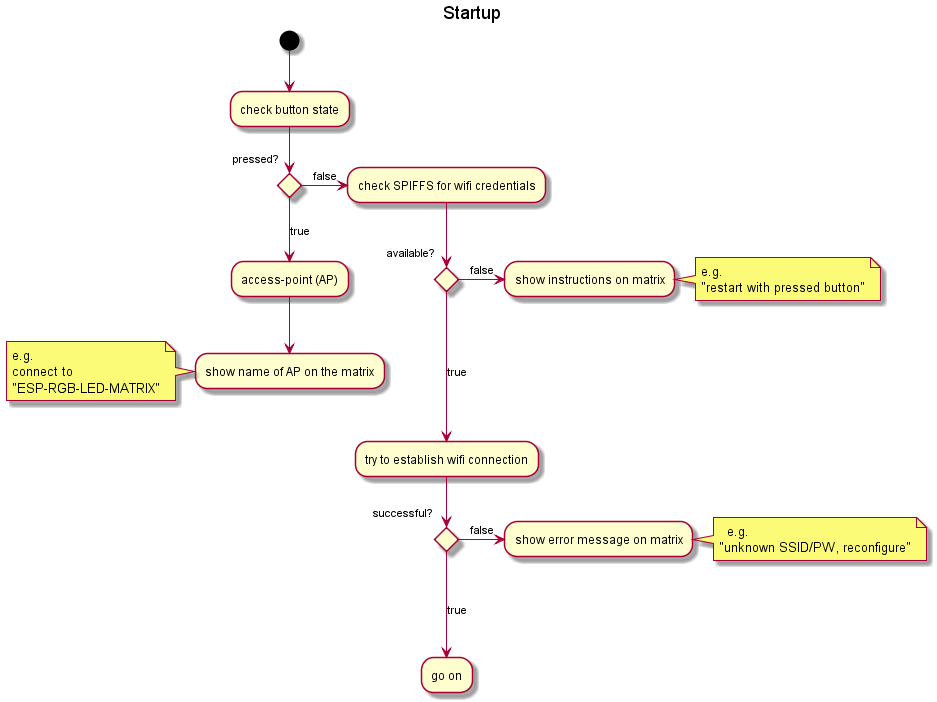 Startup
check button state
pressed?
false
check SPIFFS for wifi credentials
true
available?
false
show instructions on matrix
e.g.
"restart with pressed button"
access-point (AP)
e.g.
connect to
"ESP-RGB-LED-MATRIX"
show name of AP on the matrix
true
try to establish wifi connection
successful?
false
show error message on matrix
e.g.
"unknown SSID/PW, reconfigure"
true
go on